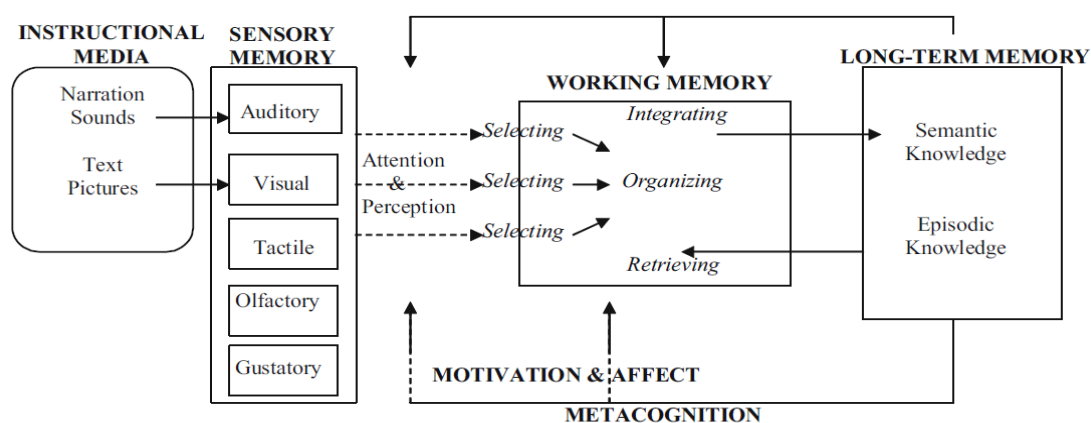 INSTRUCTIONAL
MEDIA
Narration
Sounds
Text
Pictures
SENSORY
MEMORY
Auditory
Visual
Tactile
Olfactory
Gustatory
Attention
&
Perception
Selecting
Selecting
Selecting
WORKING MEMORY
Integrating
Organizing
Retrieving
LONG-TERM MEMORY
Semantic
Knowledge
Episodic
Knowledge
MOTIVATION & AFFECT
METACOGNITION